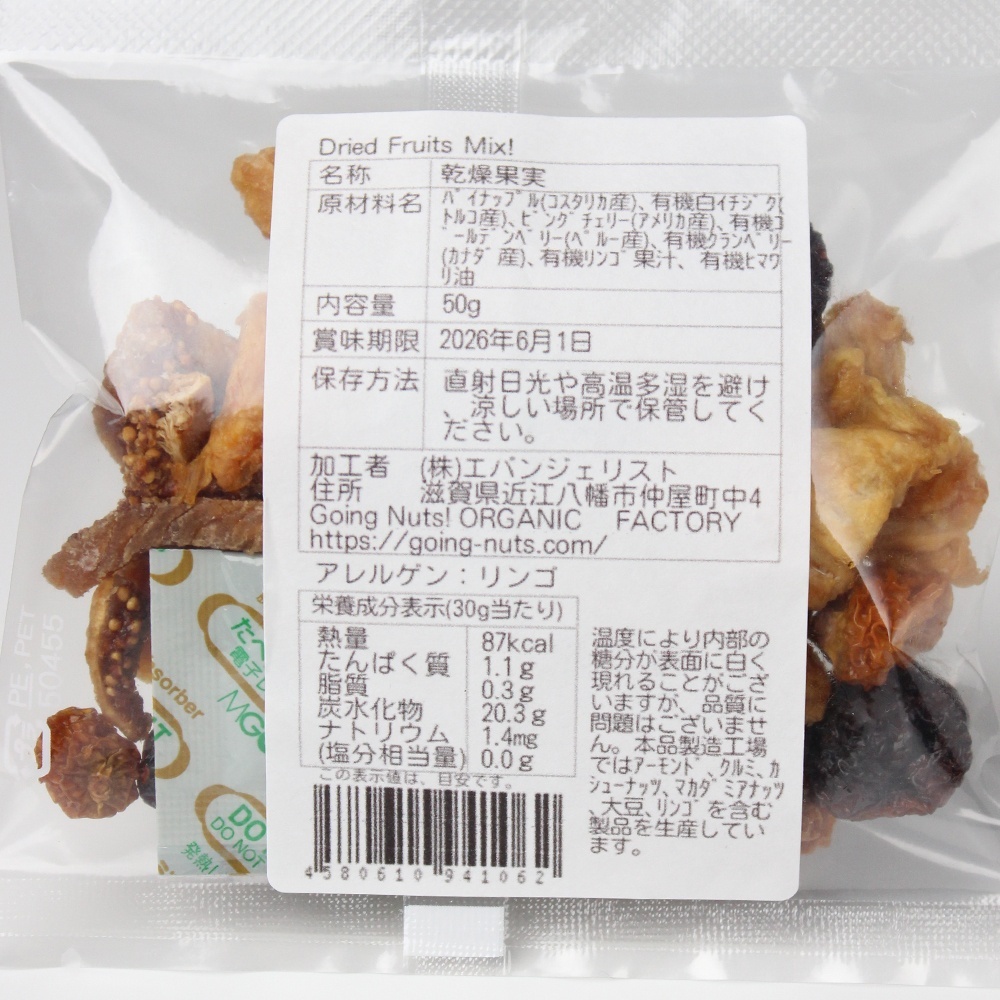 Dried Fruits Mix!
名称 乾燥果実
原材料名 パイナップル(コスタリカ産)、有機白イチジク(
トルコ産)、ビングチェリー(アメリカ産)、有機ゴ
ールデンベリー(ペルー産)、有機クランベリー
(カナダ産)、有機リンゴ果汁、有機ヒマワ
リ油
内容量 50g
賞味期限 2026年6月1日
保存方法 直射日光や高温多湿を避け
、涼しい場所で保管してく
ださい。
加工者 (株)エバンジェリスト
住所 滋賀県近江八幡市仲屋町中4
Going Nuts! ORGANIC FACTORY
https://going-nuts.com/
アレルゲン：リンゴ
栄養成分表示(30g当たり)
熱量 87kcal
たんぱく質 1.1g
脂質 0.3g
炭水化物 20.3g
ナトリウム 1.4mg
(塩分相当量) 0.0g
この表示値は、目安です。
4580610941062
温度により内部の
糖分が表面に白く
現れることがござ
いますが、品質に
問題はございませ
ん。本品製造工場
ではアーモンド、クルミ、カ
シューナッツ、マカダミアナッツ
、大豆、リンゴを含む
製品を生産してい
ます。
PE,PET
たべ
電子レ
sorber
MG
DO
DO NOT
発熱